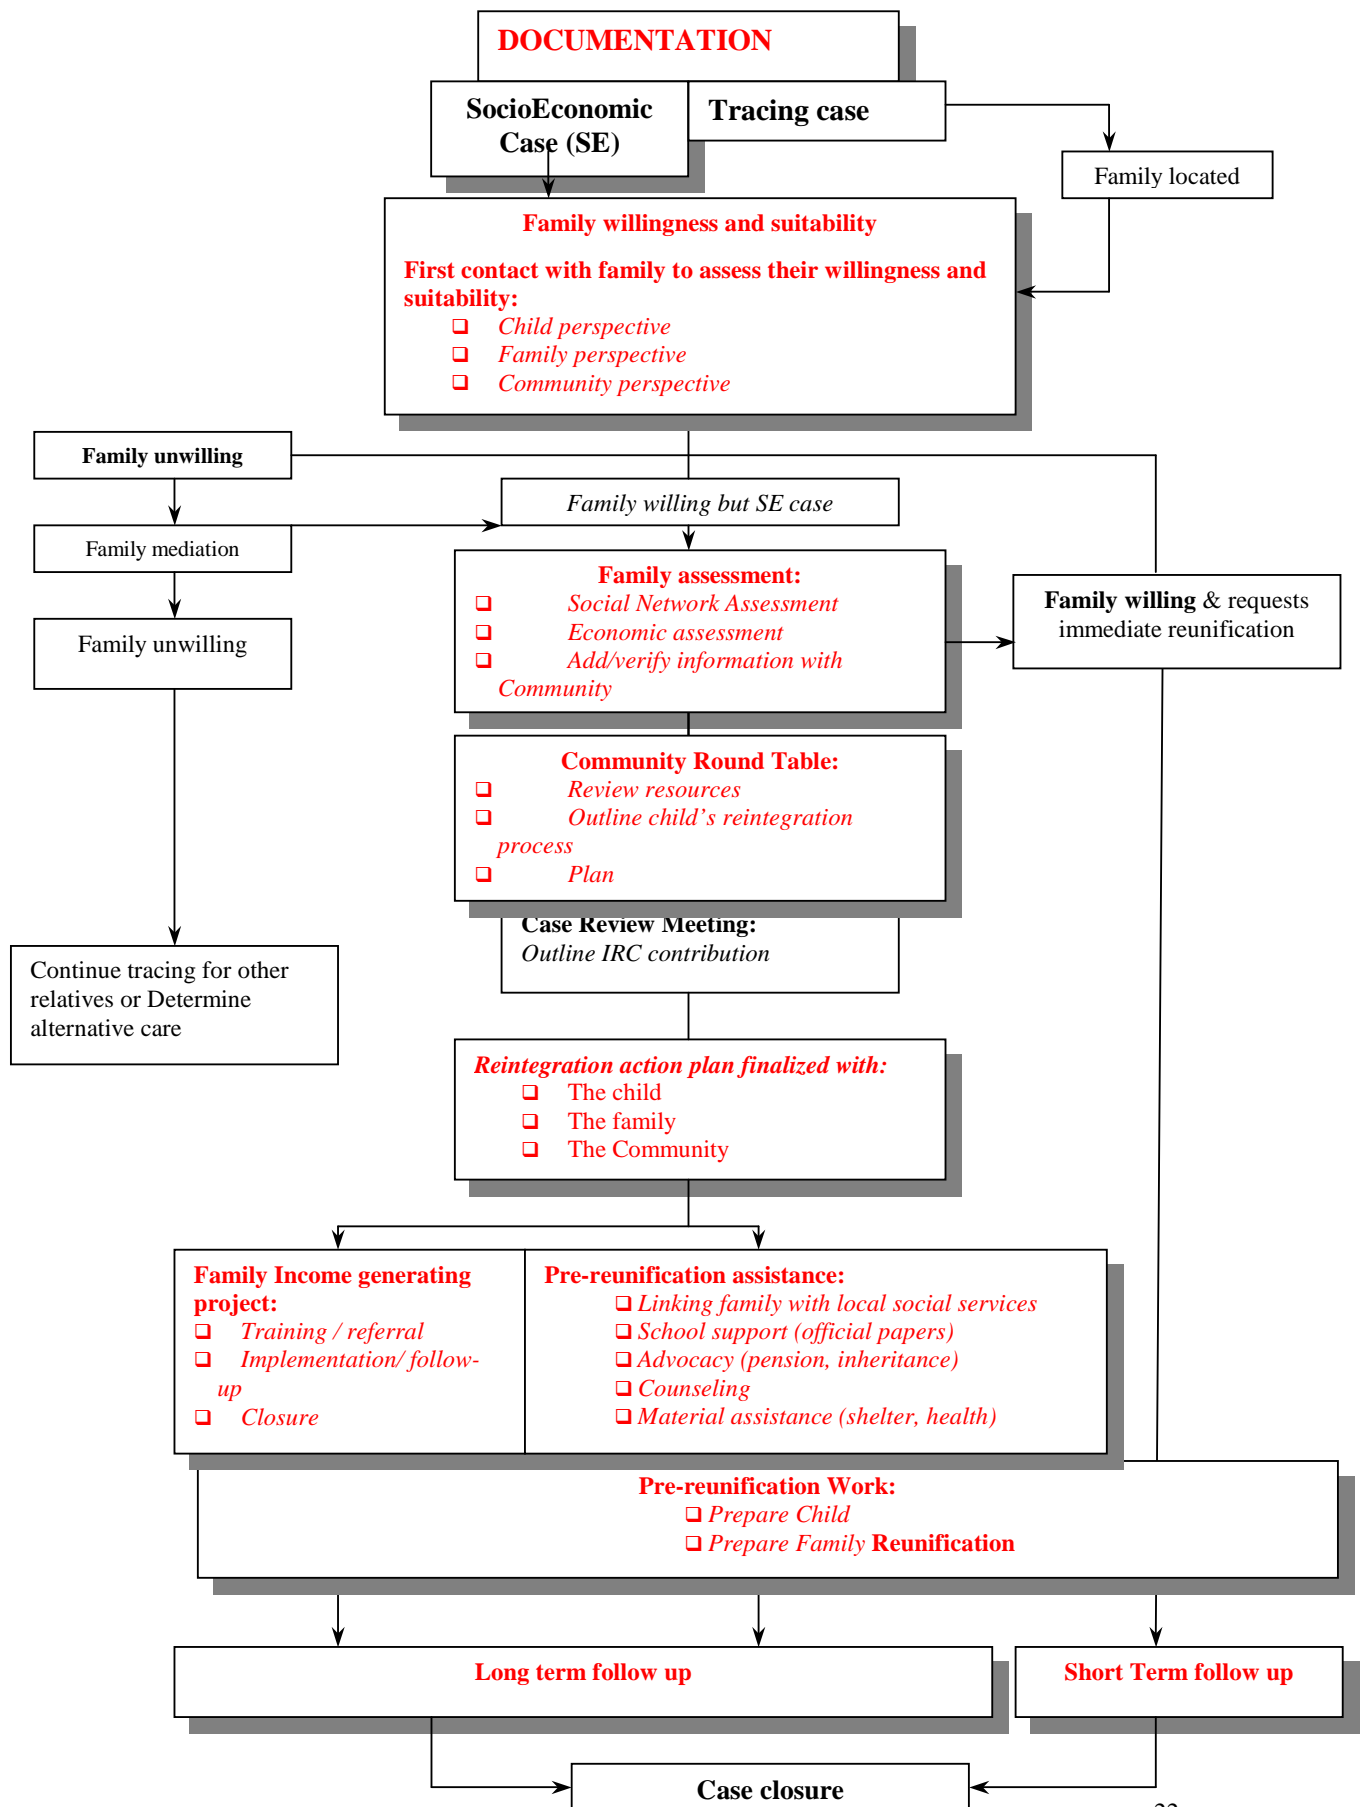 DOCUMENTATION
SocioEconomic
Case (SE)
Tracing case
Family located
Family willingness and suitability
First contact with family to assess their willingness and
suitability:
❑ Child perspective
❑ Family perspective
❑ Community perspective
Family unwilling
Family willing but SE case
Family mediation
Family unwilling
Family assessment:
❑ Social Network Assessment
❑ Economic assessment
❑ Add/verify information with
Community
Family willing & requests
immediate reunification
Community Round Table:
❑ Review resources
❑ Outline child's reintegration
process
❑ Plan
Case Review Meeting:
Outline IRC contribution
Continue tracing for other
relatives or Determine
alternative care
Reintegration action plan finalized with:
❑ The child
❑ The family
❑ The Community
Family Income generating
project:
❑ Training / referral
❑ Implementation/ follow-
up
❑ Closure
Pre-reunification assistance:
❑ Linking family with local social services
❑ School support (official papers)
❑ Advocacy (pension, inheritance)
❑ Counseling
❑ Material assistance (shelter, health)
Pre-reunification Work:
❑ Prepare Child
❑ Prepare Family Reunification
Long term follow up
Short Term follow up
Case closure